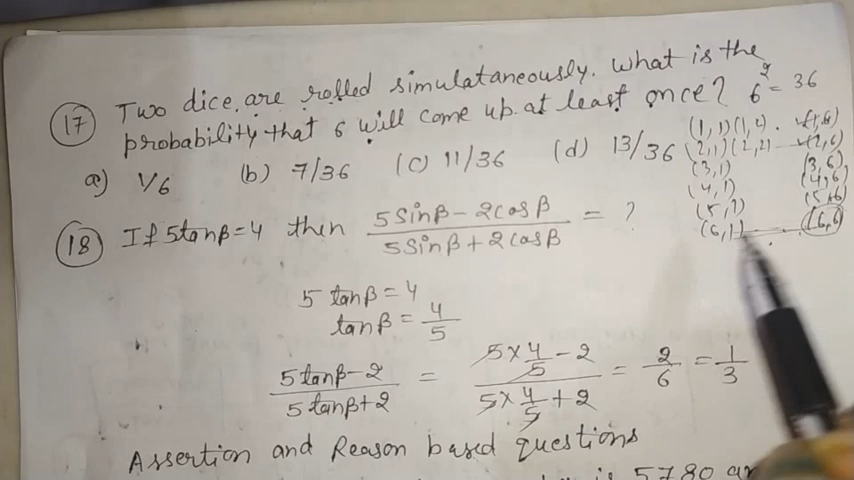 (17) Two dice, are rolled simulataneously. What is the
probability that 6 will come up. at least once? 6² = 36
a) 1/6 (b) 7/36 (c) 11/36 (d) 13/36
(1,1)(1,2) . (1,6)
(2,1)(2,2) (2,6)
(3,1) (3,6)
(4,1) (4,6)
(5,1) (5,6)
(6,1) (6,6)
(18) If 5tanβ=4 then (5Sinβ-2Cosβ)/(5Sinβ+2Cosβ) = ?
5 tanβ = 4
tanβ = 4/5
(5tanβ-2)/(5tanβ+2) = (5×4/5-2)/(5×4/5+2) = 2/6 = 1/3
Assertion and Reason based questions
is 5780